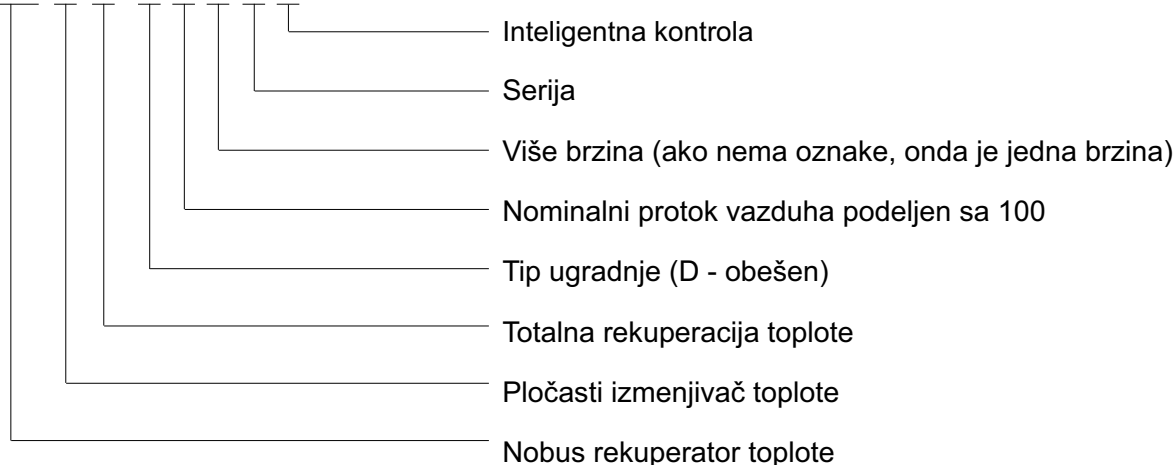 Inteligentna kontrola
Serija
Više brzina (ako nema oznake, onda je jedna brzina)
Nominalni protok vazduha podeljen sa 100
Tip ugradnje (D - obešen)
Totalna rekuperacija toplote
Pločasti izmenjivač toplote
Nobus rekuperator toplote